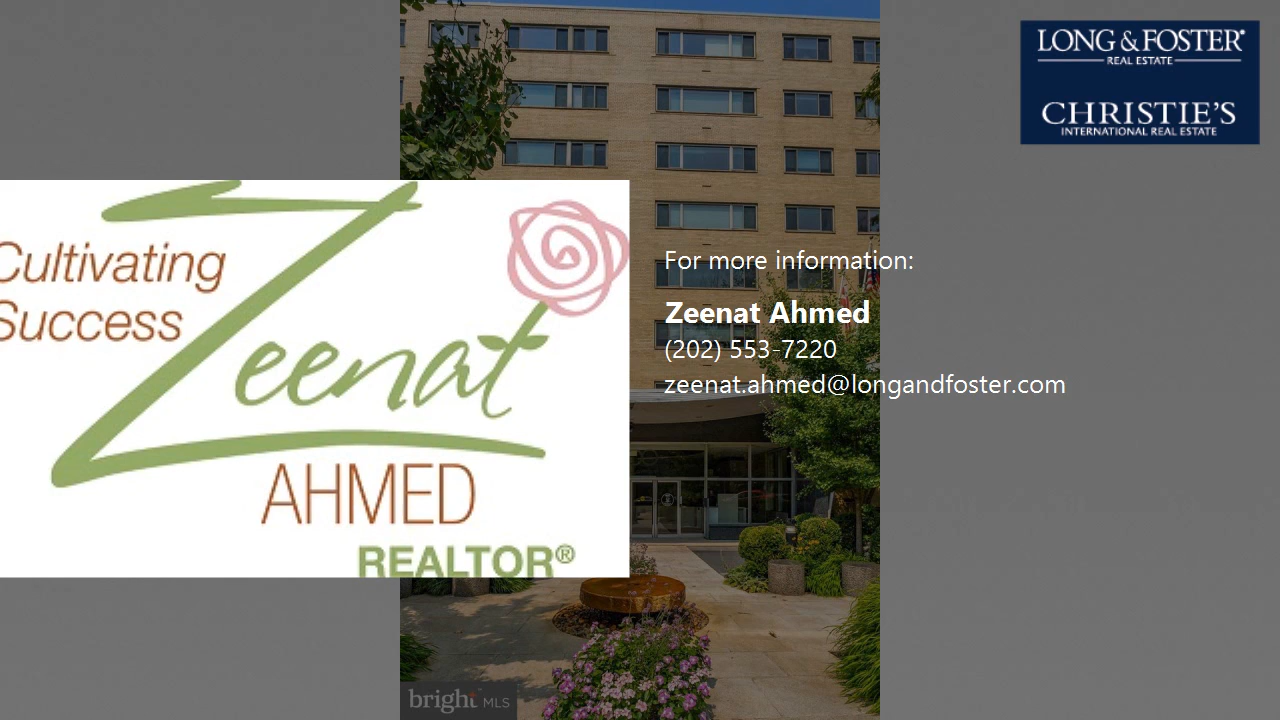 LONG & FOSTER®
REAL ESTATE
CHRISTIE'S
INTERNATIONAL REAL ESTATE
Cultivating
Success
Zeenat
AHMED
REALTOR®
For more information:
Zeenat Ahmed
(202) 553-7220
zeenat.ahmed@longandfoster.com
bright MLS